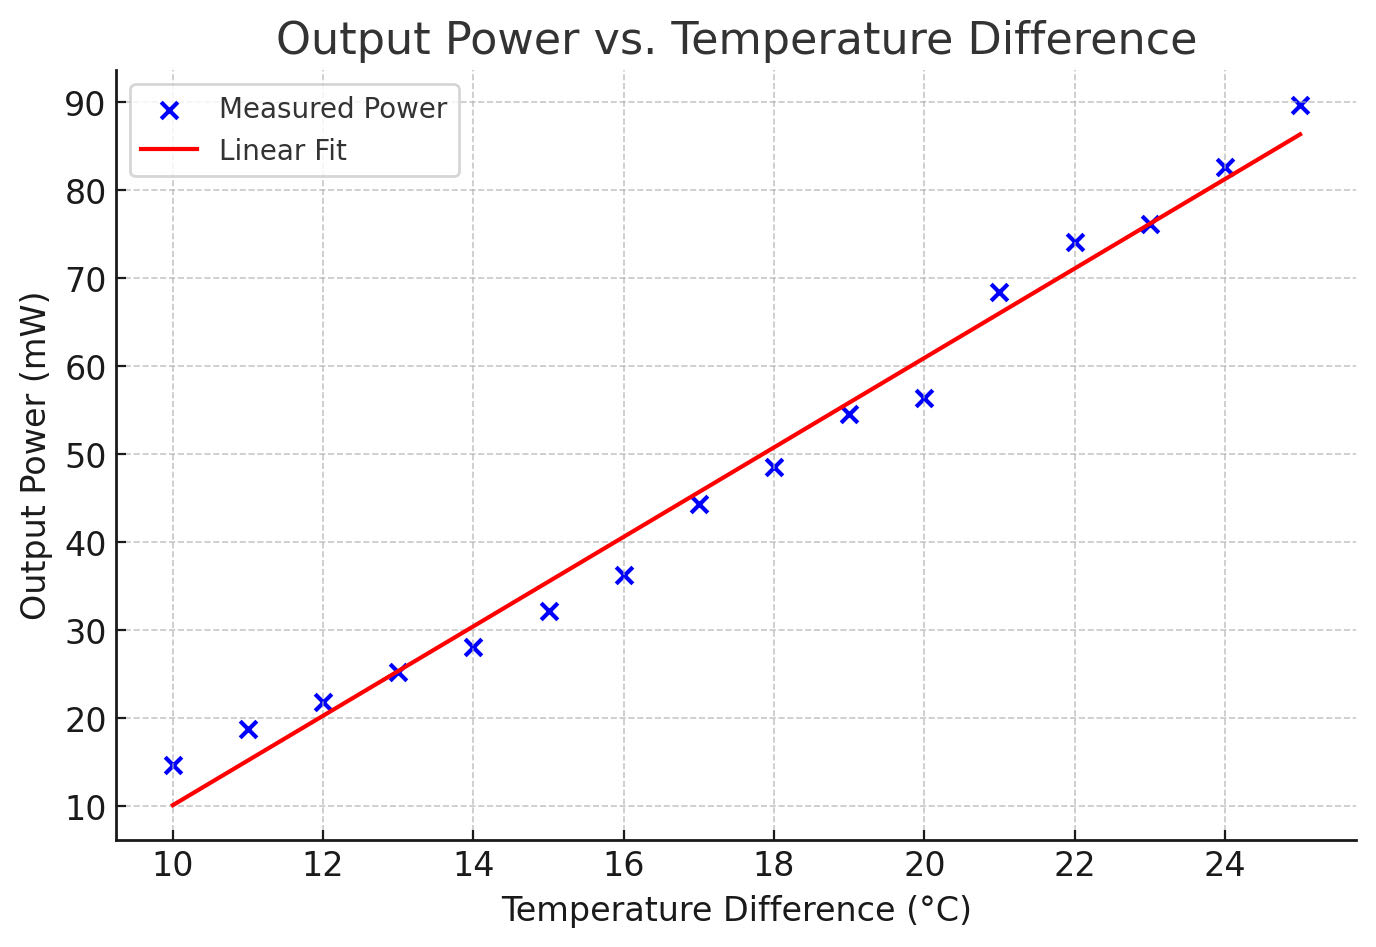 Output Power vs. Temperature Difference
Measured Power
Linear Fit
Output Power (mW)
90
80
70
60
50
40
30
20
10
10 12 14 16 18 20 22 24
Temperature Difference (°C)